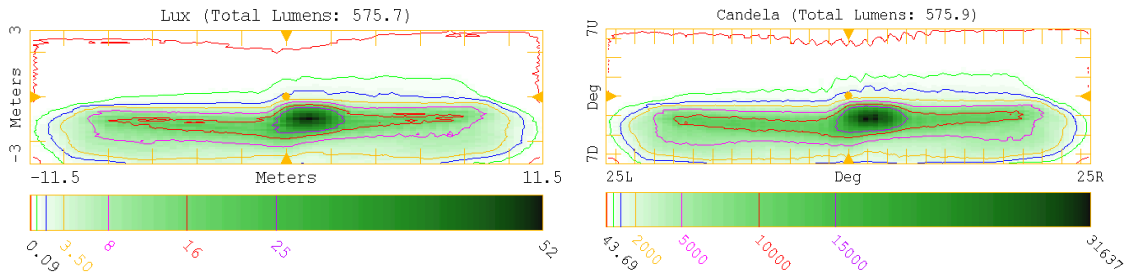 Lux (Total Lumens: 575.7)
3
Meters
-3
-11.5
Meters
11.5
0.09
3.50
8
16
25
52
Candela (Total Lumens: 575.9)
7U
Deg
7D
25L
Deg
25R
43.69
2000
5000
10000
15000
31637